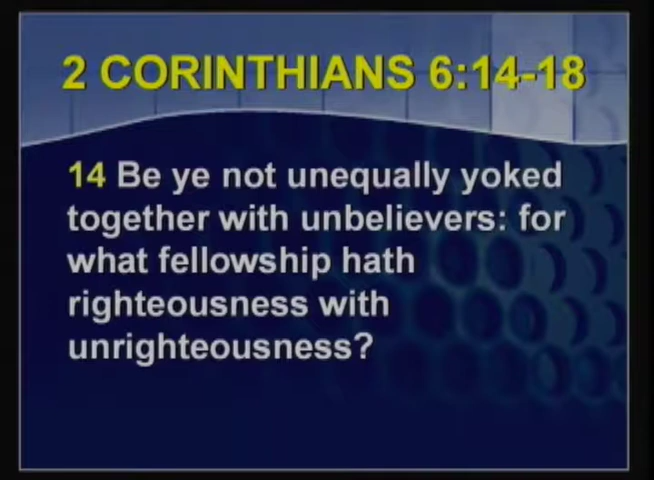 2 CORINTHIANS 6:14-18
14 Be ye not unequally yoked
together with unbelievers: for
what fellowship hath
righteousness with
unrighteousness?